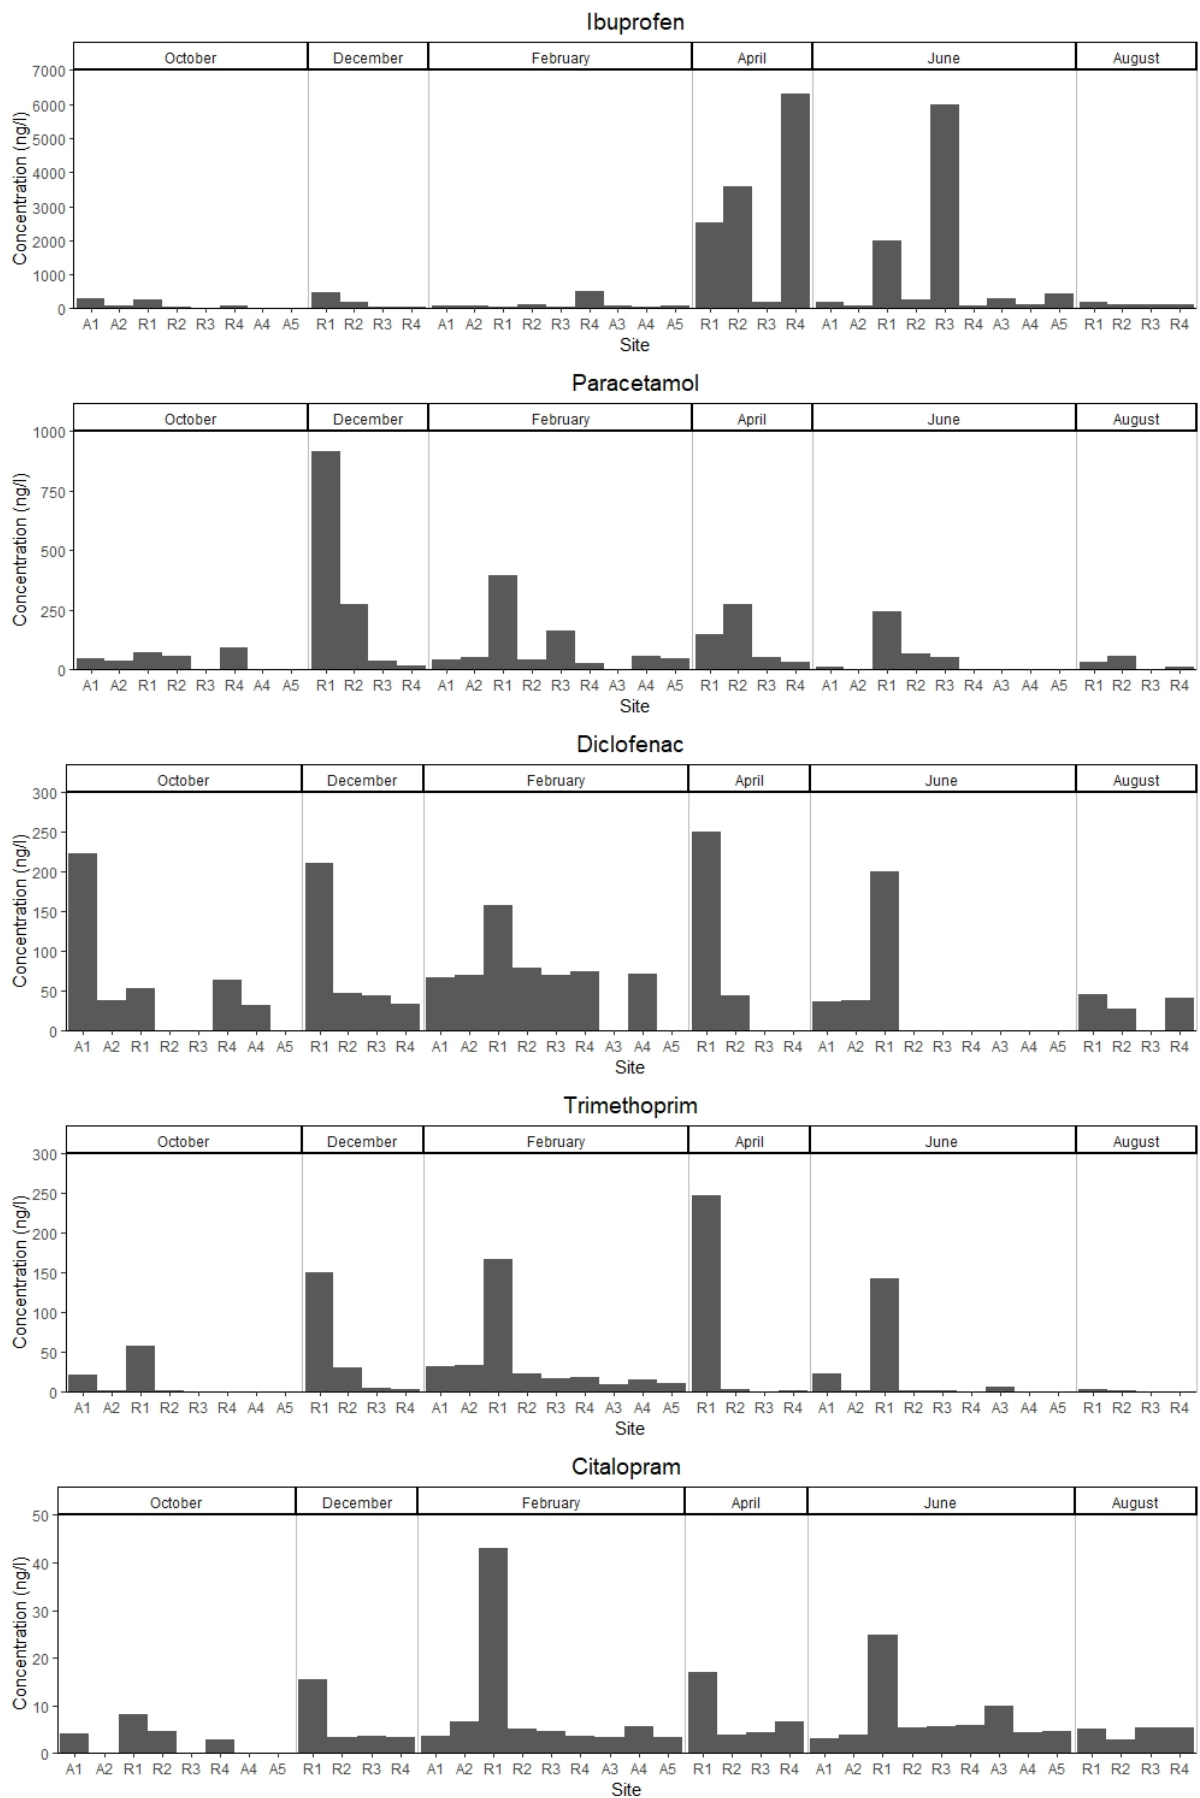 Ibuprofen
October December February April June August
Concentration (ng/l)
7000
6000
5000
4000
3000
2000
1000
0
A1 A2 R1 R2 R3 R4 A4 A5 R1 R2 R3 R4 A1 A2 R1 R2 R3 R4 A3 A4 A5 R1 R2 R3 R4 A1 A2 R1 R2 R3 R4 A3 A4 A5 R1 R2 R3 R4
Site
Paracetamol
October December February April June August
Concentration (ng/l)
1000
750
500
250
0
A1 A2 R1 R2 R3 R4 A4 A5 R1 R2 R3 R4 A1 A2 R1 R2 R3 R4 A3 A4 A5 R1 R2 R3 R4 A1 A2 R1 R2 R3 R4 A3 A4 A5 R1 R2 R3 R4
Site
Diclofenac
October December February April June August
Concentration (ng/l)
300
250
200
150
100
50
0
A1 A2 R1 R2 R3 R4 A4 A5 R1 R2 R3 R4 A1 A2 R1 R2 R3 R4 A3 A4 A5 R1 R2 R3 R4 A1 A2 R1 R2 R3 R4 A3 A4 A5 R1 R2 R3 R4
Site
Trimethoprim
October December February April June August
Concentration (ng/l)
300
250
200
150
100
50
0
A1 A2 R1 R2 R3 R4 A4 A5 R1 R2 R3 R4 A1 A2 R1 R2 R3 R4 A3 A4 A5 R1 R2 R3 R4 A1 A2 R1 R2 R3 R4 A3 A4 A5 R1 R2 R3 R4
Site
Citalopram
October December February April June August
Concentration (ng/l)
50
40
30
20
10
0
A1 A2 R1 R2 R3 R4 A4 A5 R1 R2 R3 R4 A1 A2 R1 R2 R3 R4 A3 A4 A5 R1 R2 R3 R4 A1 A2 R1 R2 R3 R4 A3 A4 A5 R1 R2 R3 R4
Site